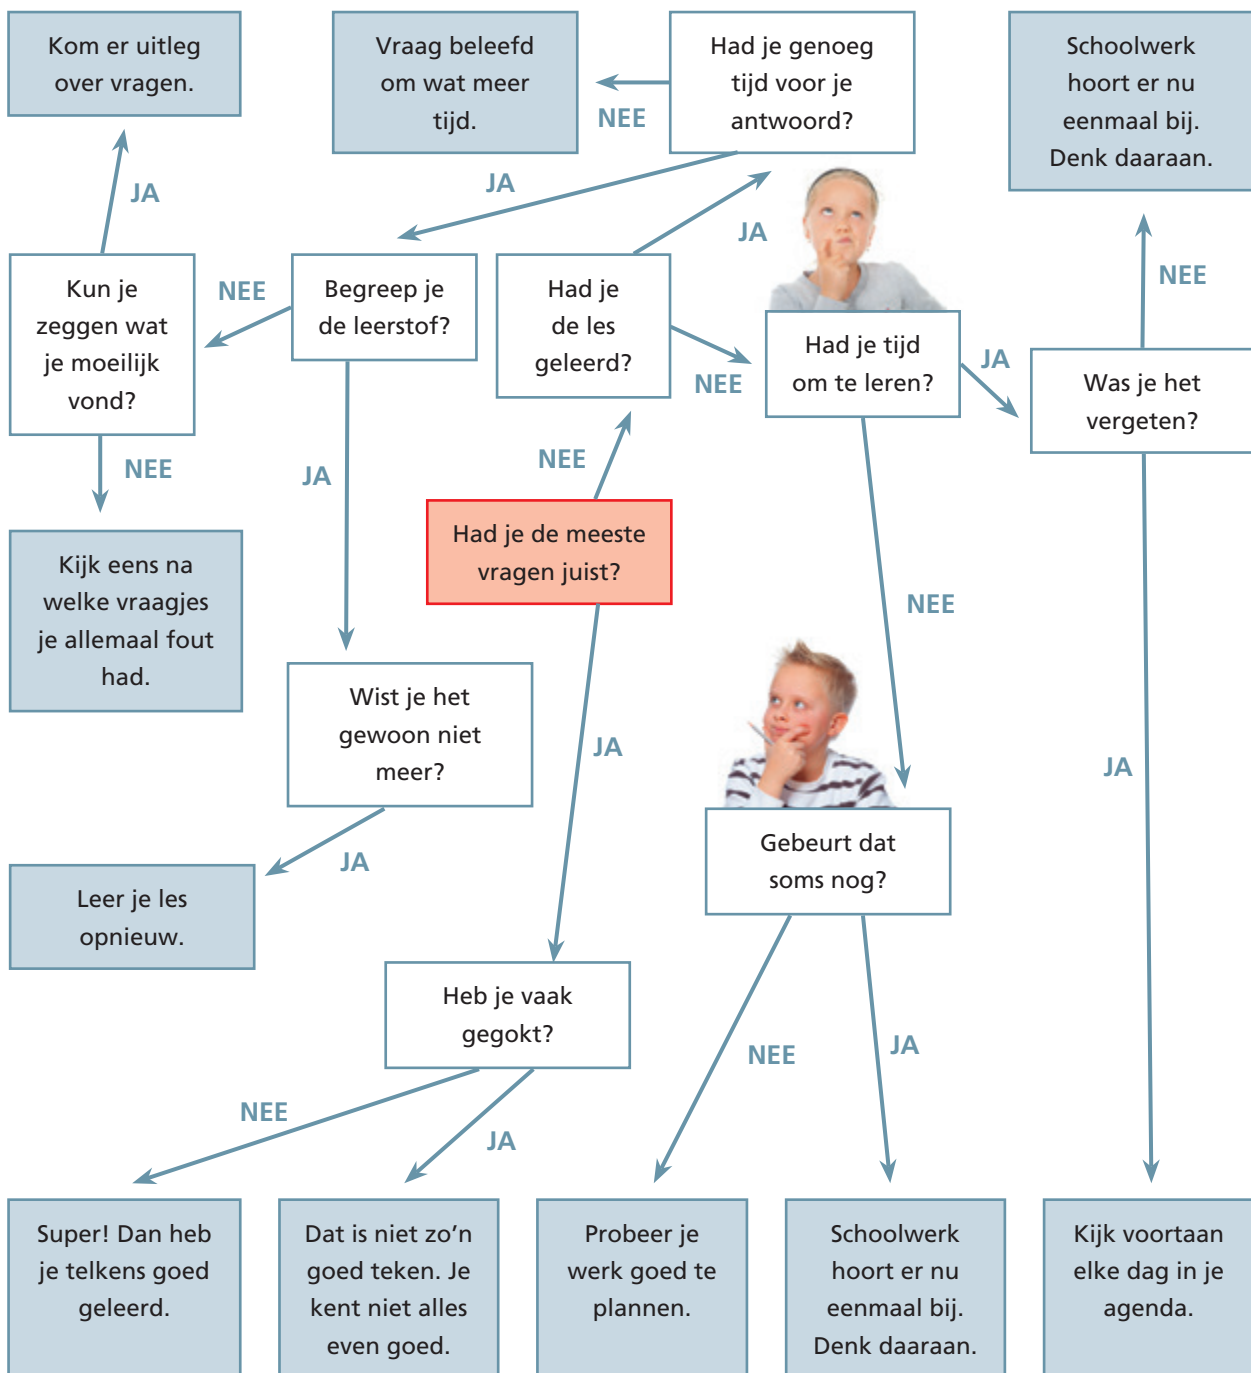 Kom er uitleg
over vragen.
Vraag beleefd
om wat meer
tijd.
Had je genoeg
tijd voor je
antwoord?
Schoolwerk
hoort er nu
eenmaal bij.
Denk daaraan.
NEE
JA
JA
JA
NEE
Kun je
zeggen wat
je moeilijk
vond?
NEE
Begreep je
de leerstof?
Had je
de les
geleerd?
NEE
Had je tijd
om te leren?
JA
Was je het
vergeten?
NEE
JA
NEE
Had je de meeste
vragen juist?
Kijk eens na
welke vraagjes
je allemaal fout
had.
NEE
Wist je het
gewoon niet
meer?
JA
JA
JA
Gebeurt dat
soms nog?
Leer je les
opnieuw.
Heb je vaak
gegokt?
NEE
JA
NEE
JA
Super! Dan heb
je telkens goed
geleerd.
Dat is niet zo'n
goed teken. Je
kent niet alles
even goed.
Probeer je
werk goed te
plannen.
Schoolwerk
hoort er nu
eenmaal bij.
Denk daaraan.
Kijk voortaan
elke dag in je
agenda.